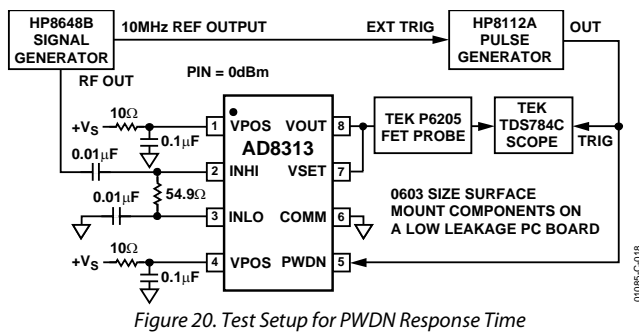 HP8648B
SIGNAL
GENERATOR
10MHz REF OUTPUT
EXT TRIG
HP8112A
PULSE
GENERATOR
OUT
RF OUT
PIN = 0dBm
+VS
10Ω
0.1μF
0.01μF
54.9Ω
0.01μF
+VS
10Ω
0.1μF
1 VPOS
VOUT 8
AD8313
2 INHI
VSET 7
3 INLO
COMM 6
4 VPOS
PWDN 5
TEK P6205
FET PROBE
TEK
TDS784C
SCOPE
TRIG
0603 SIZE SURFACE
MOUNT COMPONENTS ON
A LOW LEAKAGE PC BOARD
01085-C-018
Figure 20. Test Setup for PWDN Response Time